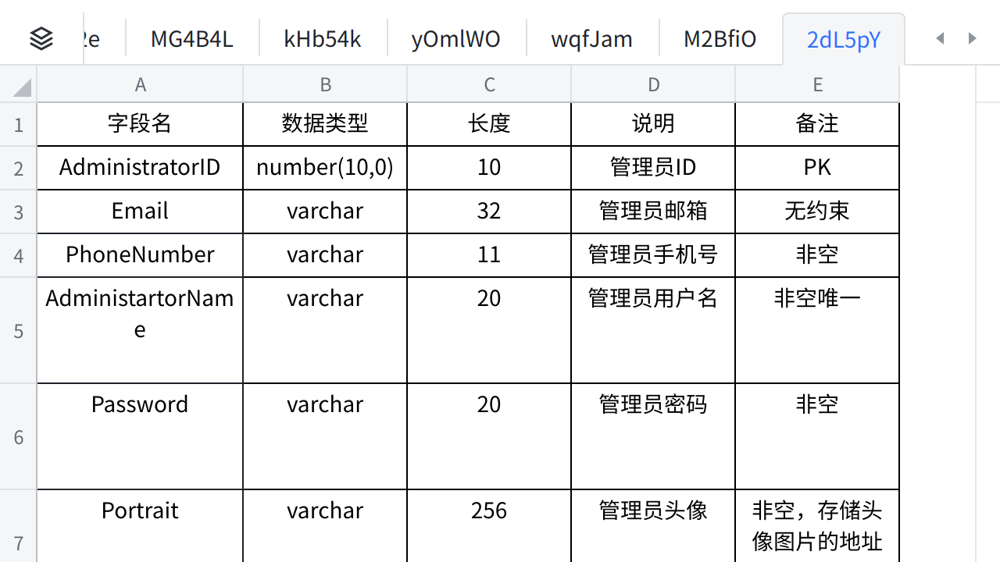 MG4B4L kHb54k yOmlWO wqfJam M2BfiO 2dL5pY
A B C D E
1 字段名 数据类型 长度 说明 备注
2 AdministratorID number(10,0) 10 管理员ID PK
3 Email varchar 32 管理员邮箱 无约束
4 PhoneNumber varchar 11 管理员手机号 非空
AdministartorNam varchar 20 管理员用户名 非空唯一
e
5
Password varchar 20 管理员密码 非空
6
Portrait varchar 256 管理员头像 非空，存储头
7 像图片的地址